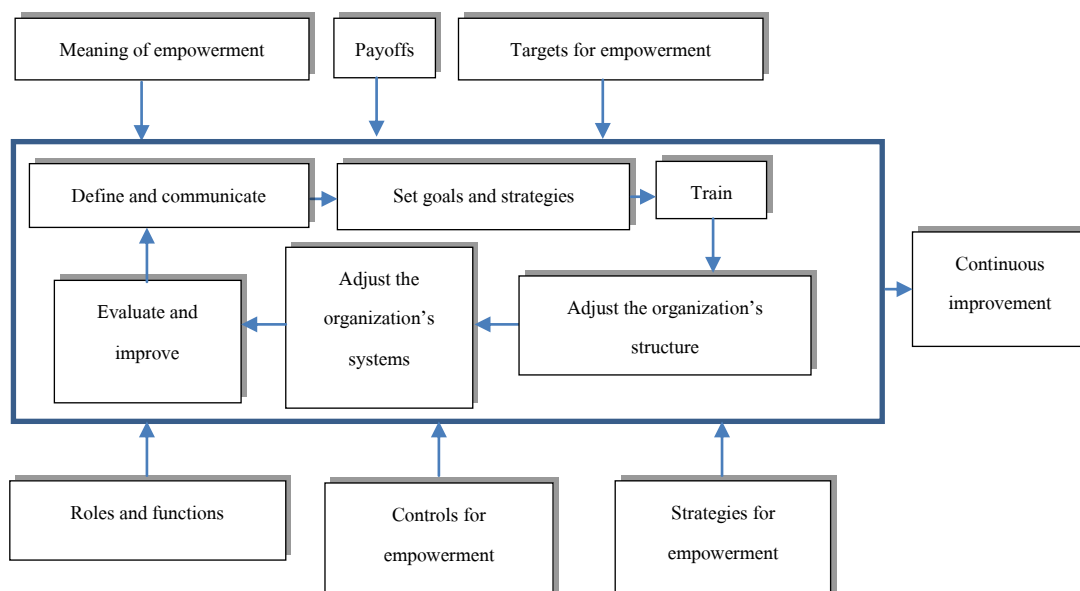 Meaning of empowerment
Payoffs
Targets for empowerment
Define and communicate
Set goals and strategies
Train
Adjust the
organization’s
systems
Adjust the organization’s
structure
Evaluate and
improve
Continuous
improvement
Roles and functions
Controls for
empowerment
Strategies for
empowerment